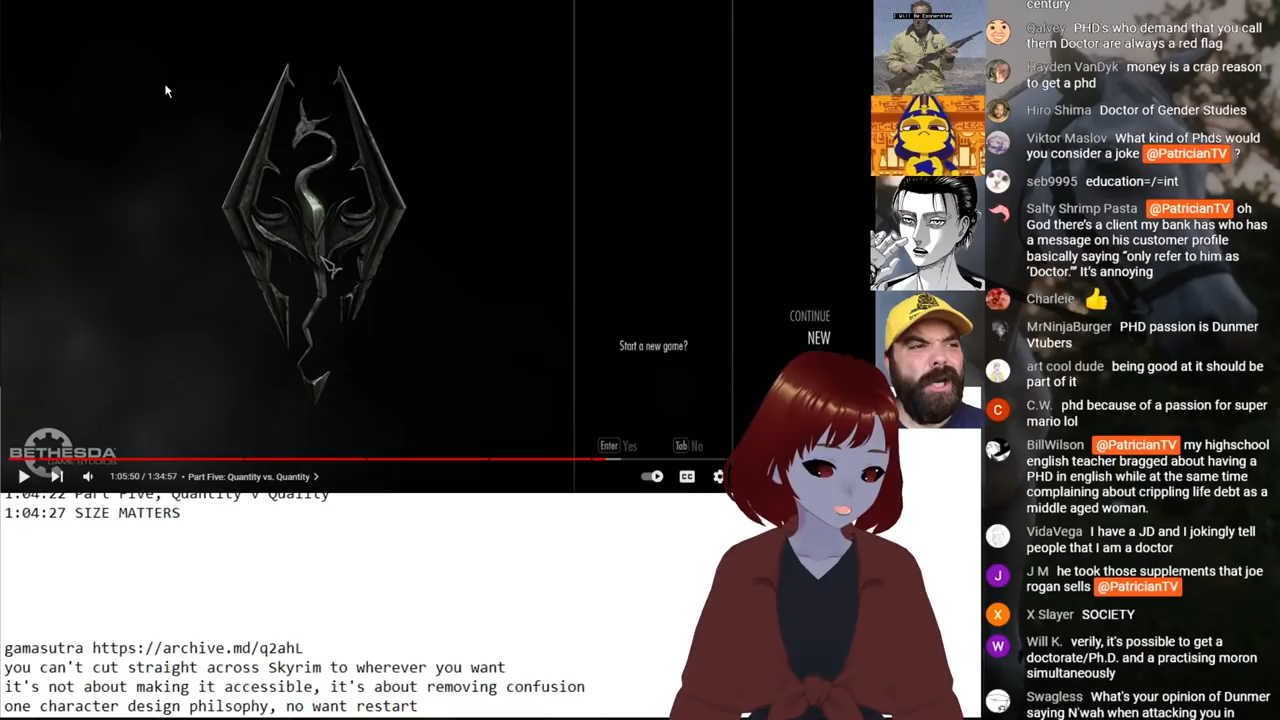 I Will Be Exonerated
CONTINUE
NEW
Start a new game?
Enter Yes
Tab No
BETHESDA
GAME STUDIOS
1:05:50 / 1:34:57 • Part Five: Quantity vs. Quantity
CC
1:04:22 Part Five, Quantity v Quality
1:04:27 SIZE MATTERS
gamasutra https://archive.md/q2ahL
you can't cut straight across Skyrim to wherever you want
it's not about making it accessible, it's about removing confusion
one character design philsophy, no want restart
century
Qalvey PHD's who demand that you call
them Doctor are always a red flag
Hayden VanDyk money is a crap reason
to get a phd
Hiro Shima Doctor of Gender Studies
Viktor Maslov What kind of Phds would
you consider a joke @PatricianTV ?
seb9995 education=/=int
Salty Shrimp Pasta @PatricianTV oh
God there's a client my bank has who has
a message on his customer profile
basically saying “only refer to him as
‘Doctor.’” It's annoying
Charleie
MrNinjaBurger PHD passion is Dunmer
Vtubers
art cool dude being good at it should be
part of it
C
C.W. phd because of a passion for super
mario lol
BillWilson @PatricianTV my highschool
english teacher bragged about having a
PHD in english while at the same time
complaining about crippling life debt as a
middle aged woman.
VidaVega I have a JD and I jokingly tell
people that I am a doctor
J
J M he took those supplements that joe
rogan sells @PatricianTV
X
X Slayer SOCIETY
W
Will K. verily, it's possible to get a
doctorate/Ph.D. and a practising moron
simultaneously
Swagless What's your opinion of Dunmer
saying N'wah when attacking you in